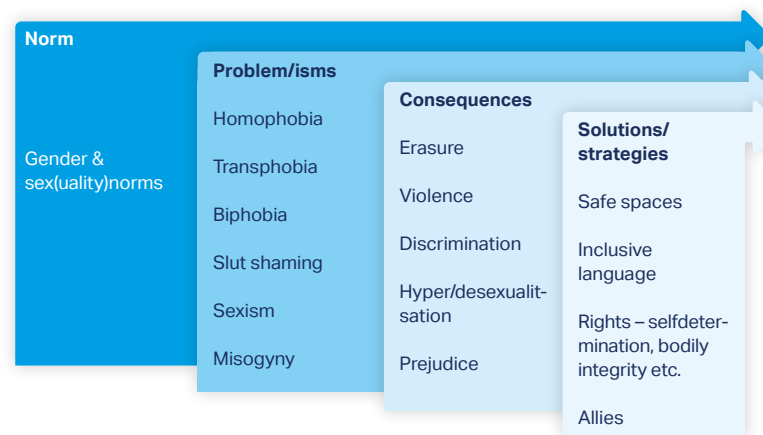 Norm
Gender &
sex(uality)norms
Problem/isms
Homophobia
Transphobia
Biphobia
Slut shaming
Sexism
Misogyny
Consequences
Erasure
Violence
Discrimination
Hyper/desexualit-
sation
Prejudice
Solutions/
strategies
Safe spaces
Inclusive
language
Rights – selfdeter-
mination, bodily
integrity etc.
Allies